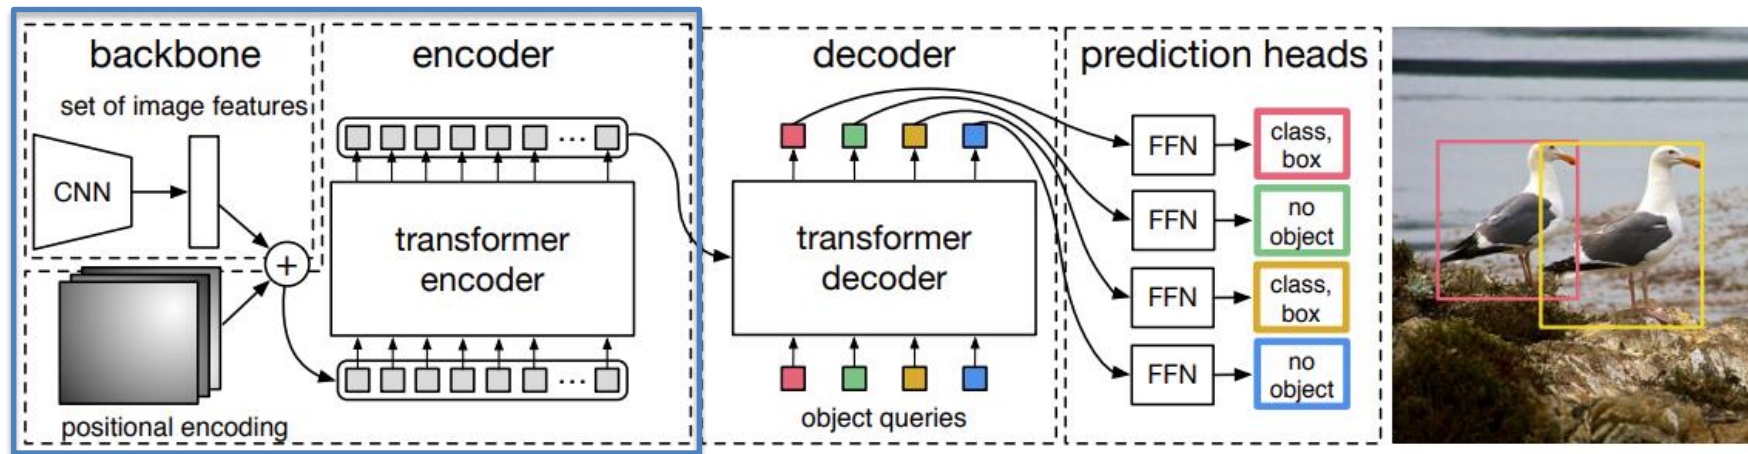 backbone
set of image features
CNN
+
positional encoding
encoder
...
transformer
encoder
...
decoder
transformer
decoder
object queries
prediction heads
FFN
class,
box
FFN
no
object
FFN
class,
box
FFN
no
object